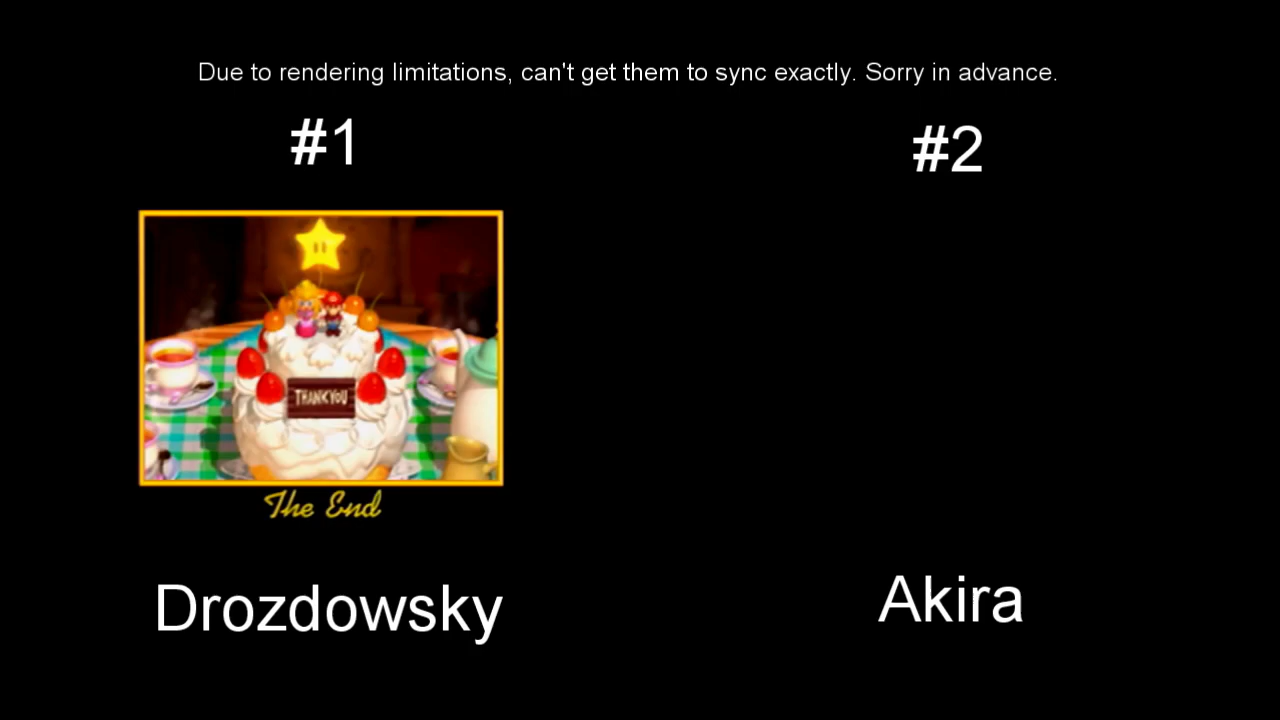 Due to rendering limitations, can't get them to sync exactly. Sorry in advance.
#1
#2
THANK YOU
The End
Drozdowsky
Akira